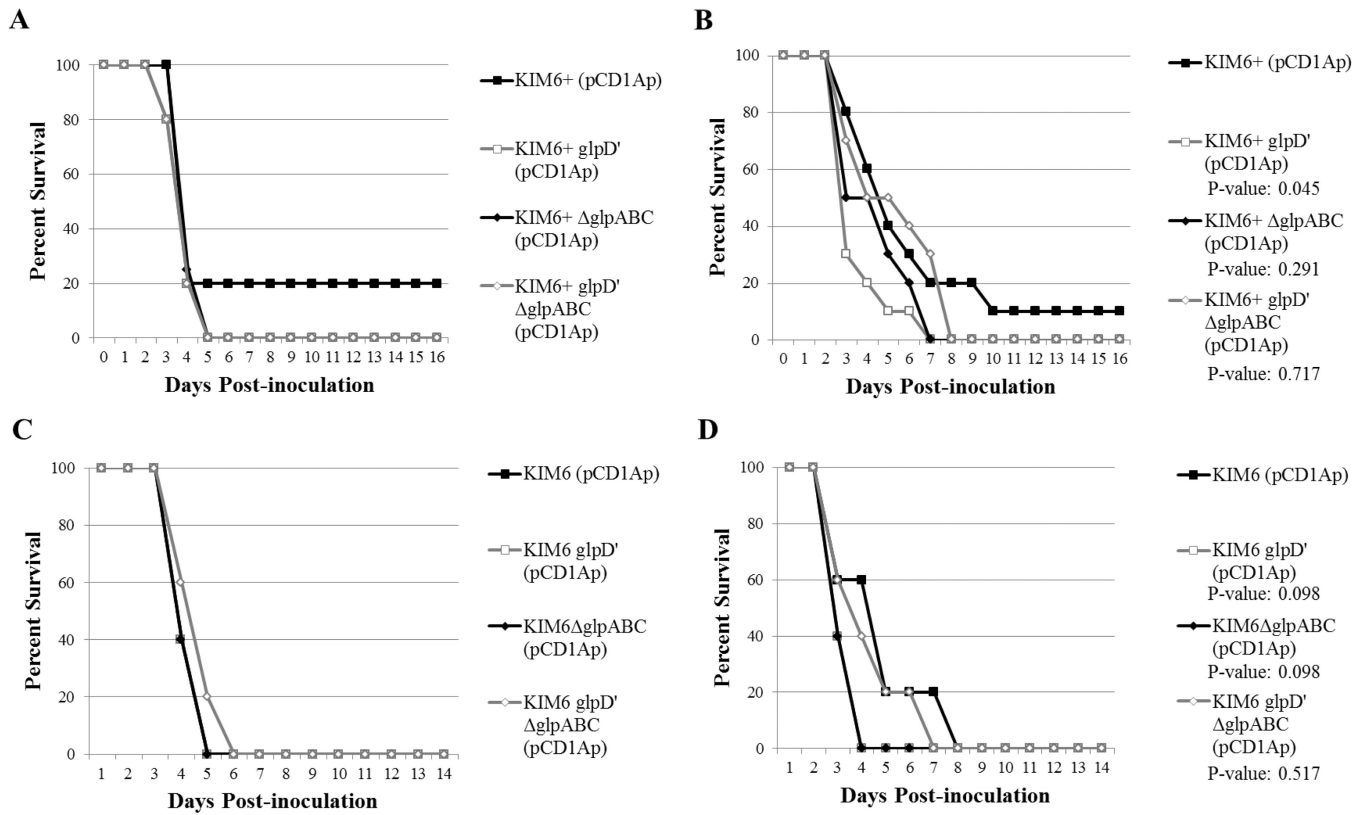 A
100
80
60
40
20
0
0 1 2 3 4 5 6 7 8 9 10 11 12 13 14 15 16
Percent Survival
Days Post-inoculation
KIM6+ (pCD1Ap)
KIM6+ glpD'
(pCD1Ap)
KIM6+ ΔglpABC
(pCD1Ap)
KIM6+ glpD'
ΔglpABC
(pCD1Ap)
B
100
80
60
40
20
0
0 1 2 3 4 5 6 7 8 9 10 11 12 13 14 15 16
Percent Survival
Days Post-inoculation
KIM6+ (pCD1Ap)
KIM6+ glpD'
(pCD1Ap)
P-value: 0.045
KIM6+ ΔglpABC
(pCD1Ap)
P-value: 0.291
KIM6+ glpD'
ΔglpABC
(pCD1Ap)
P-value: 0.717
C
100
80
60
40
20
0
1 2 3 4 5 6 7 8 9 10 11 12 13 14
Percent Survival
Days Post-inoculation
KIM6 (pCD1Ap)
KIM6 glpD'
(pCD1Ap)
KIM6ΔglpABC
(pCD1Ap)
KIM6 glpD'
ΔglpABC
(pCD1Ap)
D
100
80
60
40
20
0
1 2 3 4 5 6 7 8 9 10 11 12 13 14
Percent Survival
Days Post-inoculation
KIM6 (pCD1Ap)
KIM6 glpD'
(pCD1Ap)
P-value: 0.098
KIM6ΔglpABC
(pCD1Ap)
P-value: 0.098
KIM6 glpD'
ΔglpABC
(pCD1Ap)
P-value: 0.517